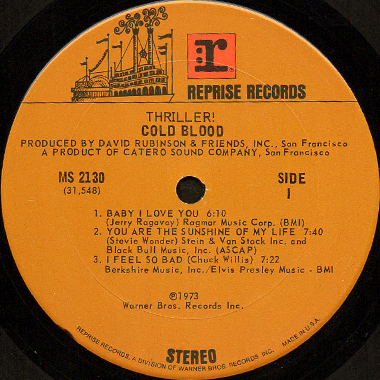 r:
REPRISE RECORDS
THRILLER!
COLD BLOOD
PRODUCED BY DAVID RUBINSON & FRIENDS, INC., San Francisco
A PRODUCT OF CATERO SOUND COMPANY, San Francisco
MS 2130
(31,548)
SIDE
1
1. BABY I LOVE YOU 6:10
(Jerry Ragavoy) Ragmar Music Corp. (BMI)
2. YOU ARE THE SUNSHINE OF MY LIFE 7:40
(Stevie Wonder) Stein & Van Stock Inc. and
Black Bull Music, Inc. (ASCAP)
3. I FEEL SO BAD (Chuck Willis) 7:22
Berkshire Music, Inc./Elvis Presley Music - BMI
℗1973
Warner Bros. Records Inc.
STEREO
REPRISE RECORDS, A DIVISION OF WARNER BROS. RECORDS, INC. MADE IN U.S.A.